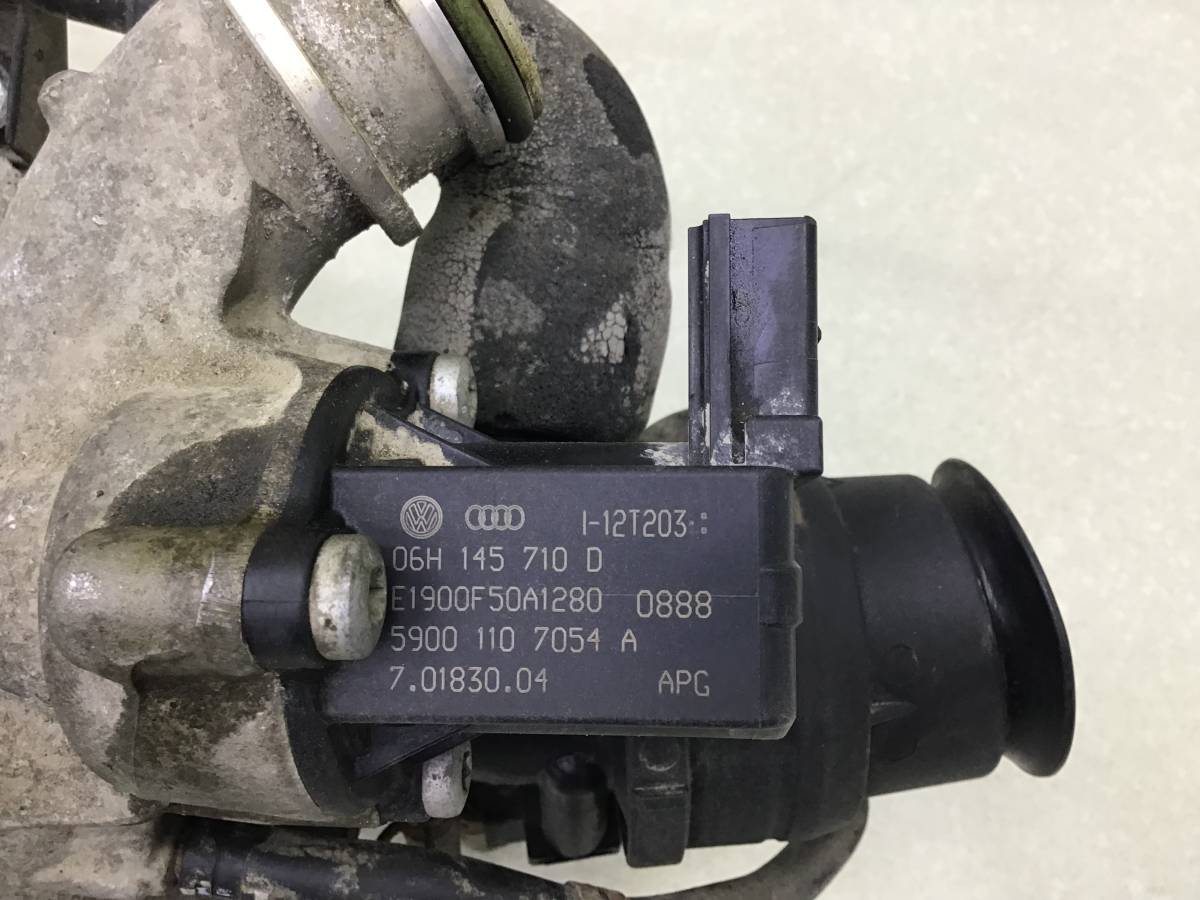 I-12T203
06H 145 710 D
E1900F50A1280 0888
5900 110 7054 A
7.01830.04 APG